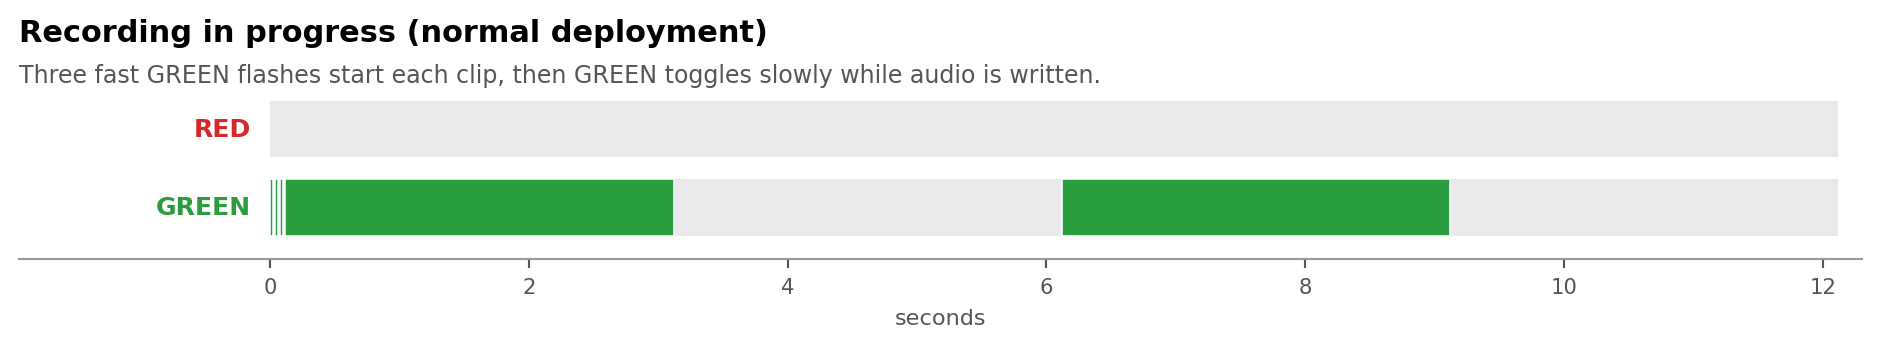 Recording in progress (normal deployment)
Three fast GREEN flashes start each clip, then GREEN toggles slowly while audio is written.
RED
GREEN
0 2 4 6 8 10 12
seconds